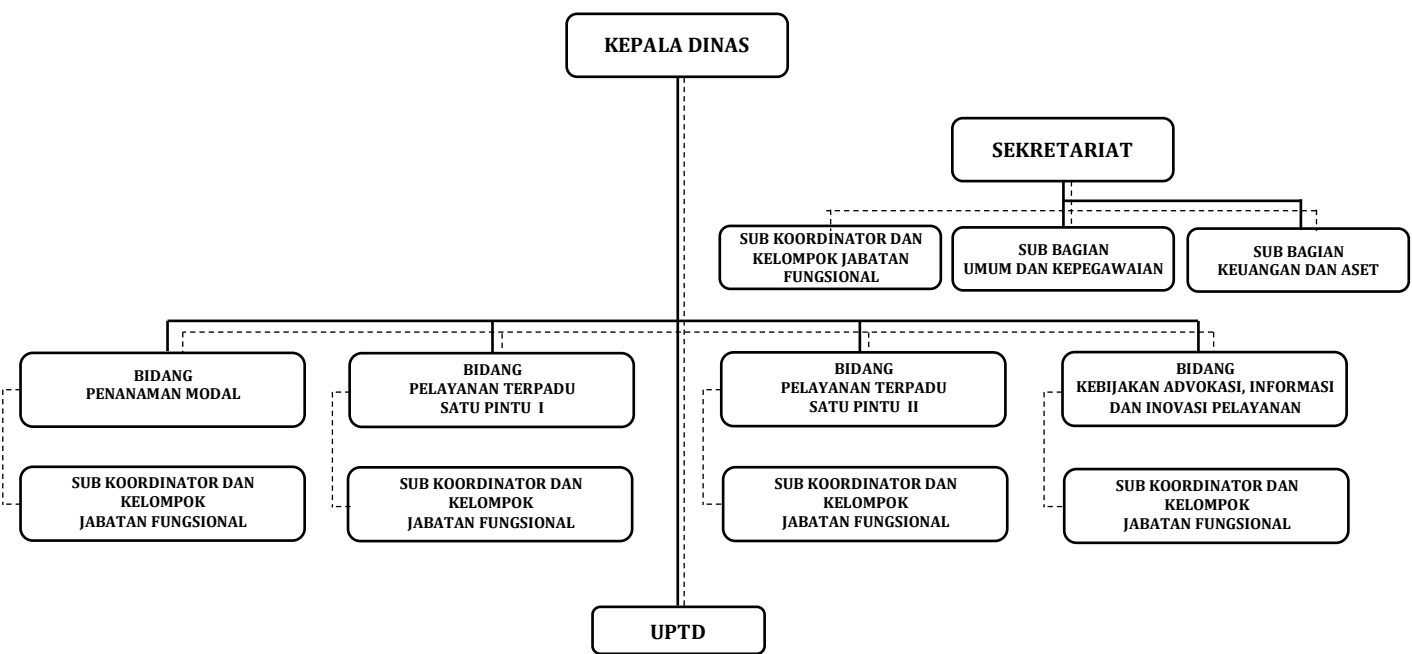 KEPALA DINAS
SEKRETARIAT
SUB KOORDINATOR DAN
KELOMPOK JABATAN
FUNGSIONAL
SUB BAGIAN
UMUM DAN KEPEGAWAIAN
SUB BAGIAN
KEUANGAN DAN ASET
BIDANG
PENANAMAN MODAL
BIDANG
PELAYANAN TERPADU
SATU PINTU I
BIDANG
PELAYANAN TERPADU
SATU PINTU II
BIDANG
KEBIJAKAN ADVOKASI, INFORMASI
DAN INOVASI PELAYANAN
SUB KOORDINATOR DAN
KELOMPOK
JABATAN FUNGSIONAL
SUB KOORDINATOR DAN
KELOMPOK
JABATAN FUNGSIONAL
SUB KOORDINATOR DAN
KELOMPOK
JABATAN FUNGSIONAL
SUB KOORDINATOR DAN
KELOMPOK
JABATAN FUNGSIONAL
UPTD